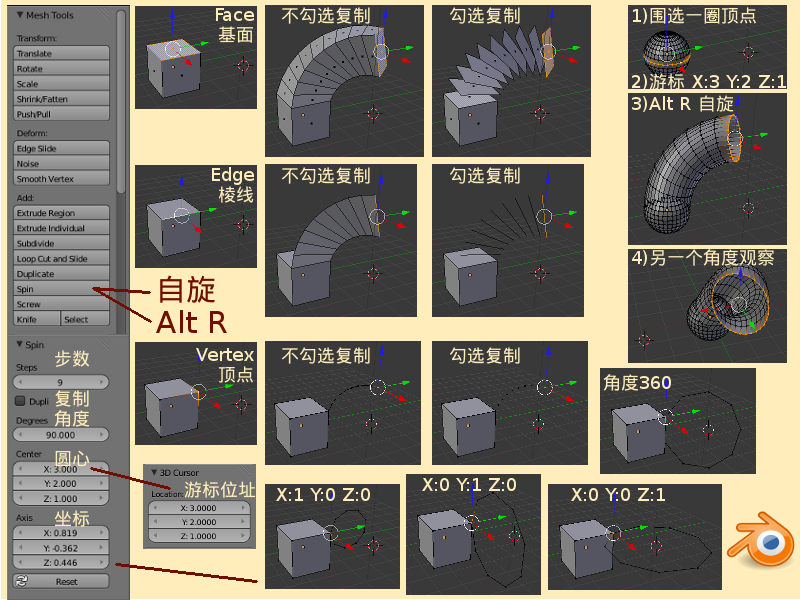 Mesh Tools
Transform:
Translate
Rotate
Scale
Shrink/Fatten
Push/Pull
Deform:
Edge Slide
Noise
Smooth Vertex
Add:
Extrude Region
Extrude Individual
Subdivide
Loop Cut and Slide
Duplicate
Spin
Screw
Knife Select
自旋
Alt R
Spin
步数
Steps
9
Dupli
复制
角度
Degrees
90.000
Center
圆心
X: 3.000
Y: 2.000
Z: 1.000
Axis
坐标
X: 0.819
Y: -0.362
Z: 0.446
Reset
Face
基面
不勾选复制
勾选复制
Edge
棱线
不勾选复制
勾选复制
Vertex
顶点
不勾选复制
勾选复制
1)围选一圈顶点
2)游标 X:3 Y:2 Z:1
3)Alt R 自旋
4)另一个角度观察
角度360
3D Cursor
Location:
游标位址
X: 3.0000
Y: 2.0000
Z: 1.0000
X:1 Y:0 Z:0
X:0 Y:1 Z:0
X:0 Y:0 Z:1